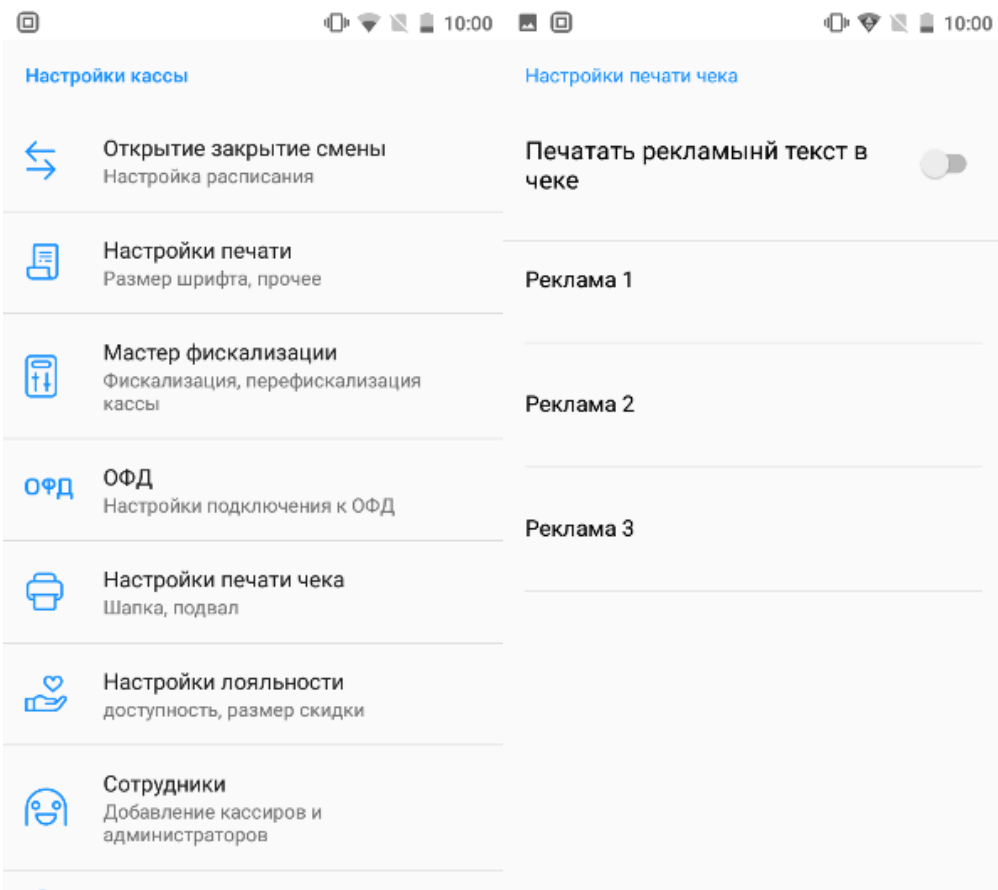 10:00
Настройки кассы
Открытие закрытие смены
Настройка расписания
Настройки печати
Размер шрифта, прочее
Мастер фискализации
Фискализация, перефискализация
кассы
ОФД
ОФД
Настройки подключения к ОФД
Настройки печати чека
Шапка, подвал
Настройки лояльности
доступность, размер скидки
Сотрудники
Добавление кассиров и
администраторов
10:00
Настройки печати чека
Печатать рекламынй текст в
чеке
Реклама 1
Реклама 2
Реклама 3